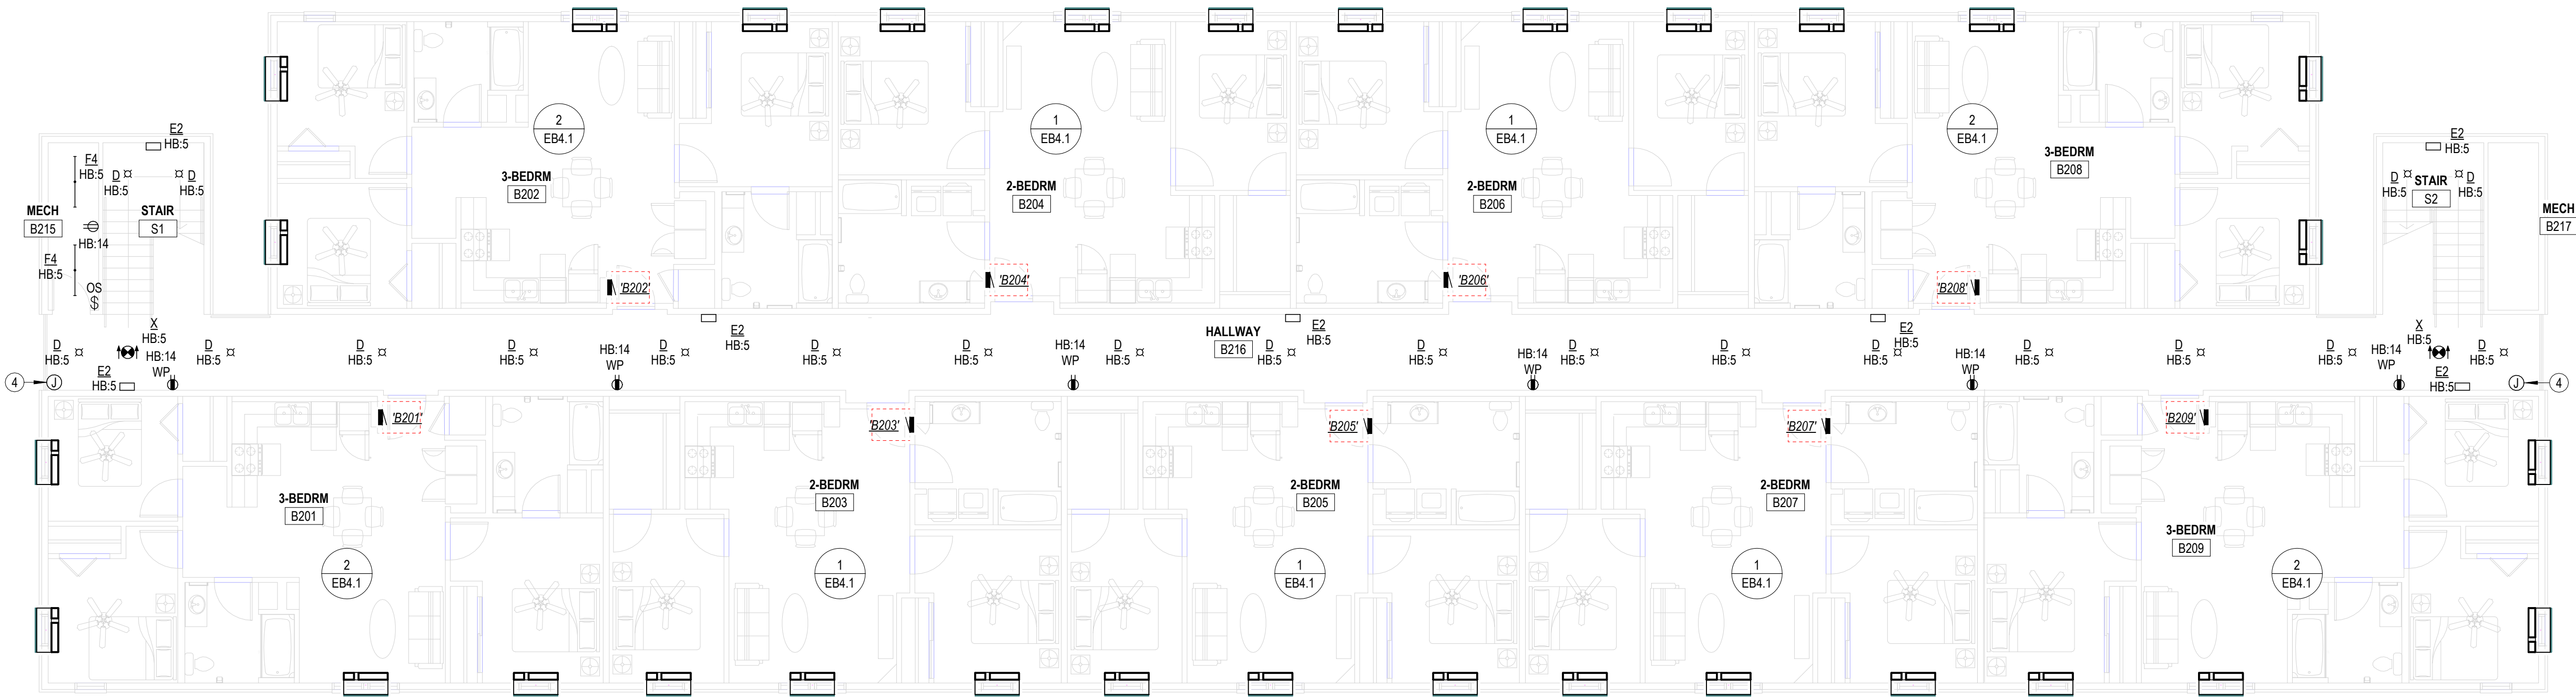 E2
HB:5
F4
HB:5
D
HB:5
D
HB:5
MECH
B215
STAIR
S1
HB:14
F4
HB:5
OS
$
2
EB4.1
3-BEDRM
B202
'B202'
1
EB4.1
2-BEDRM
B204
'B204'
1
EB4.1
2-BEDRM
B206
'B206'
2
EB4.1
3-BEDRM
B208
'B208'
E2
HB:5
D
HB:5
D
HB:5
STAIR
S2
MECH
B217
X
HB:5
D
HB:5
HB:14
WP
D
HB:5
D
HB:5
D
HB:5
HB:14
WP
D
HB:5
E2
HB:5
D
HB:5
D
HB:5
HB:14
WP
D
HB:5
HALLWAY
B216
D
HB:5
E2
HB:5
D
HB:5
HB:14
WP
D
HB:5
D
HB:5
D
HB:5
E2
HB:5
HB:14
WP
D
HB:5
D
HB:5
D
HB:5
HB:14
WP
X
HB:5
D
HB:5
4
J
E2
HB:5
E2
HB:5
J
4
'B201'
3-BEDRM
B201
2
EB4.1
'B203'
2-BEDRM
B203
1
EB4.1
'B205'
2-BEDRM
B205
1
EB4.1
'B207'
2-BEDRM
B207
1
EB4.1
'B209'
3-BEDRM
B209
2
EB4.1